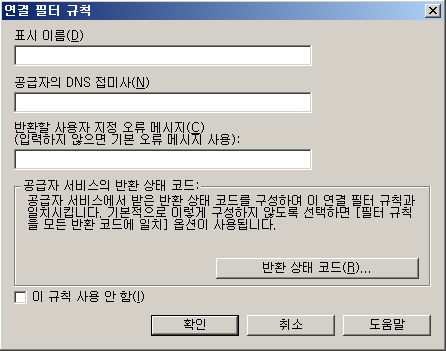 연결 필터 규칙
표시 이름(D)
공급자의 DNS 접미사(N)
반환할 사용자 지정 오류 메시지(C)
(입력하지 않으면 기본 오류 메시지 사용):
공급자 서비스의 반환 상태 코드:
공급자 서비스에서 받은 반환 상태 코드를 구성하여 이 연결 필터 규칙과
일치시킵니다. 기본적으로 이렇게 구성하지 않도록 선택하면 [필터 규칙
을 모든 반환 코드에 일치] 옵션이 사용됩니다.
반환 상태 코드(R)...
이 규칙 사용 안 함(I)
확인
취소
도움말